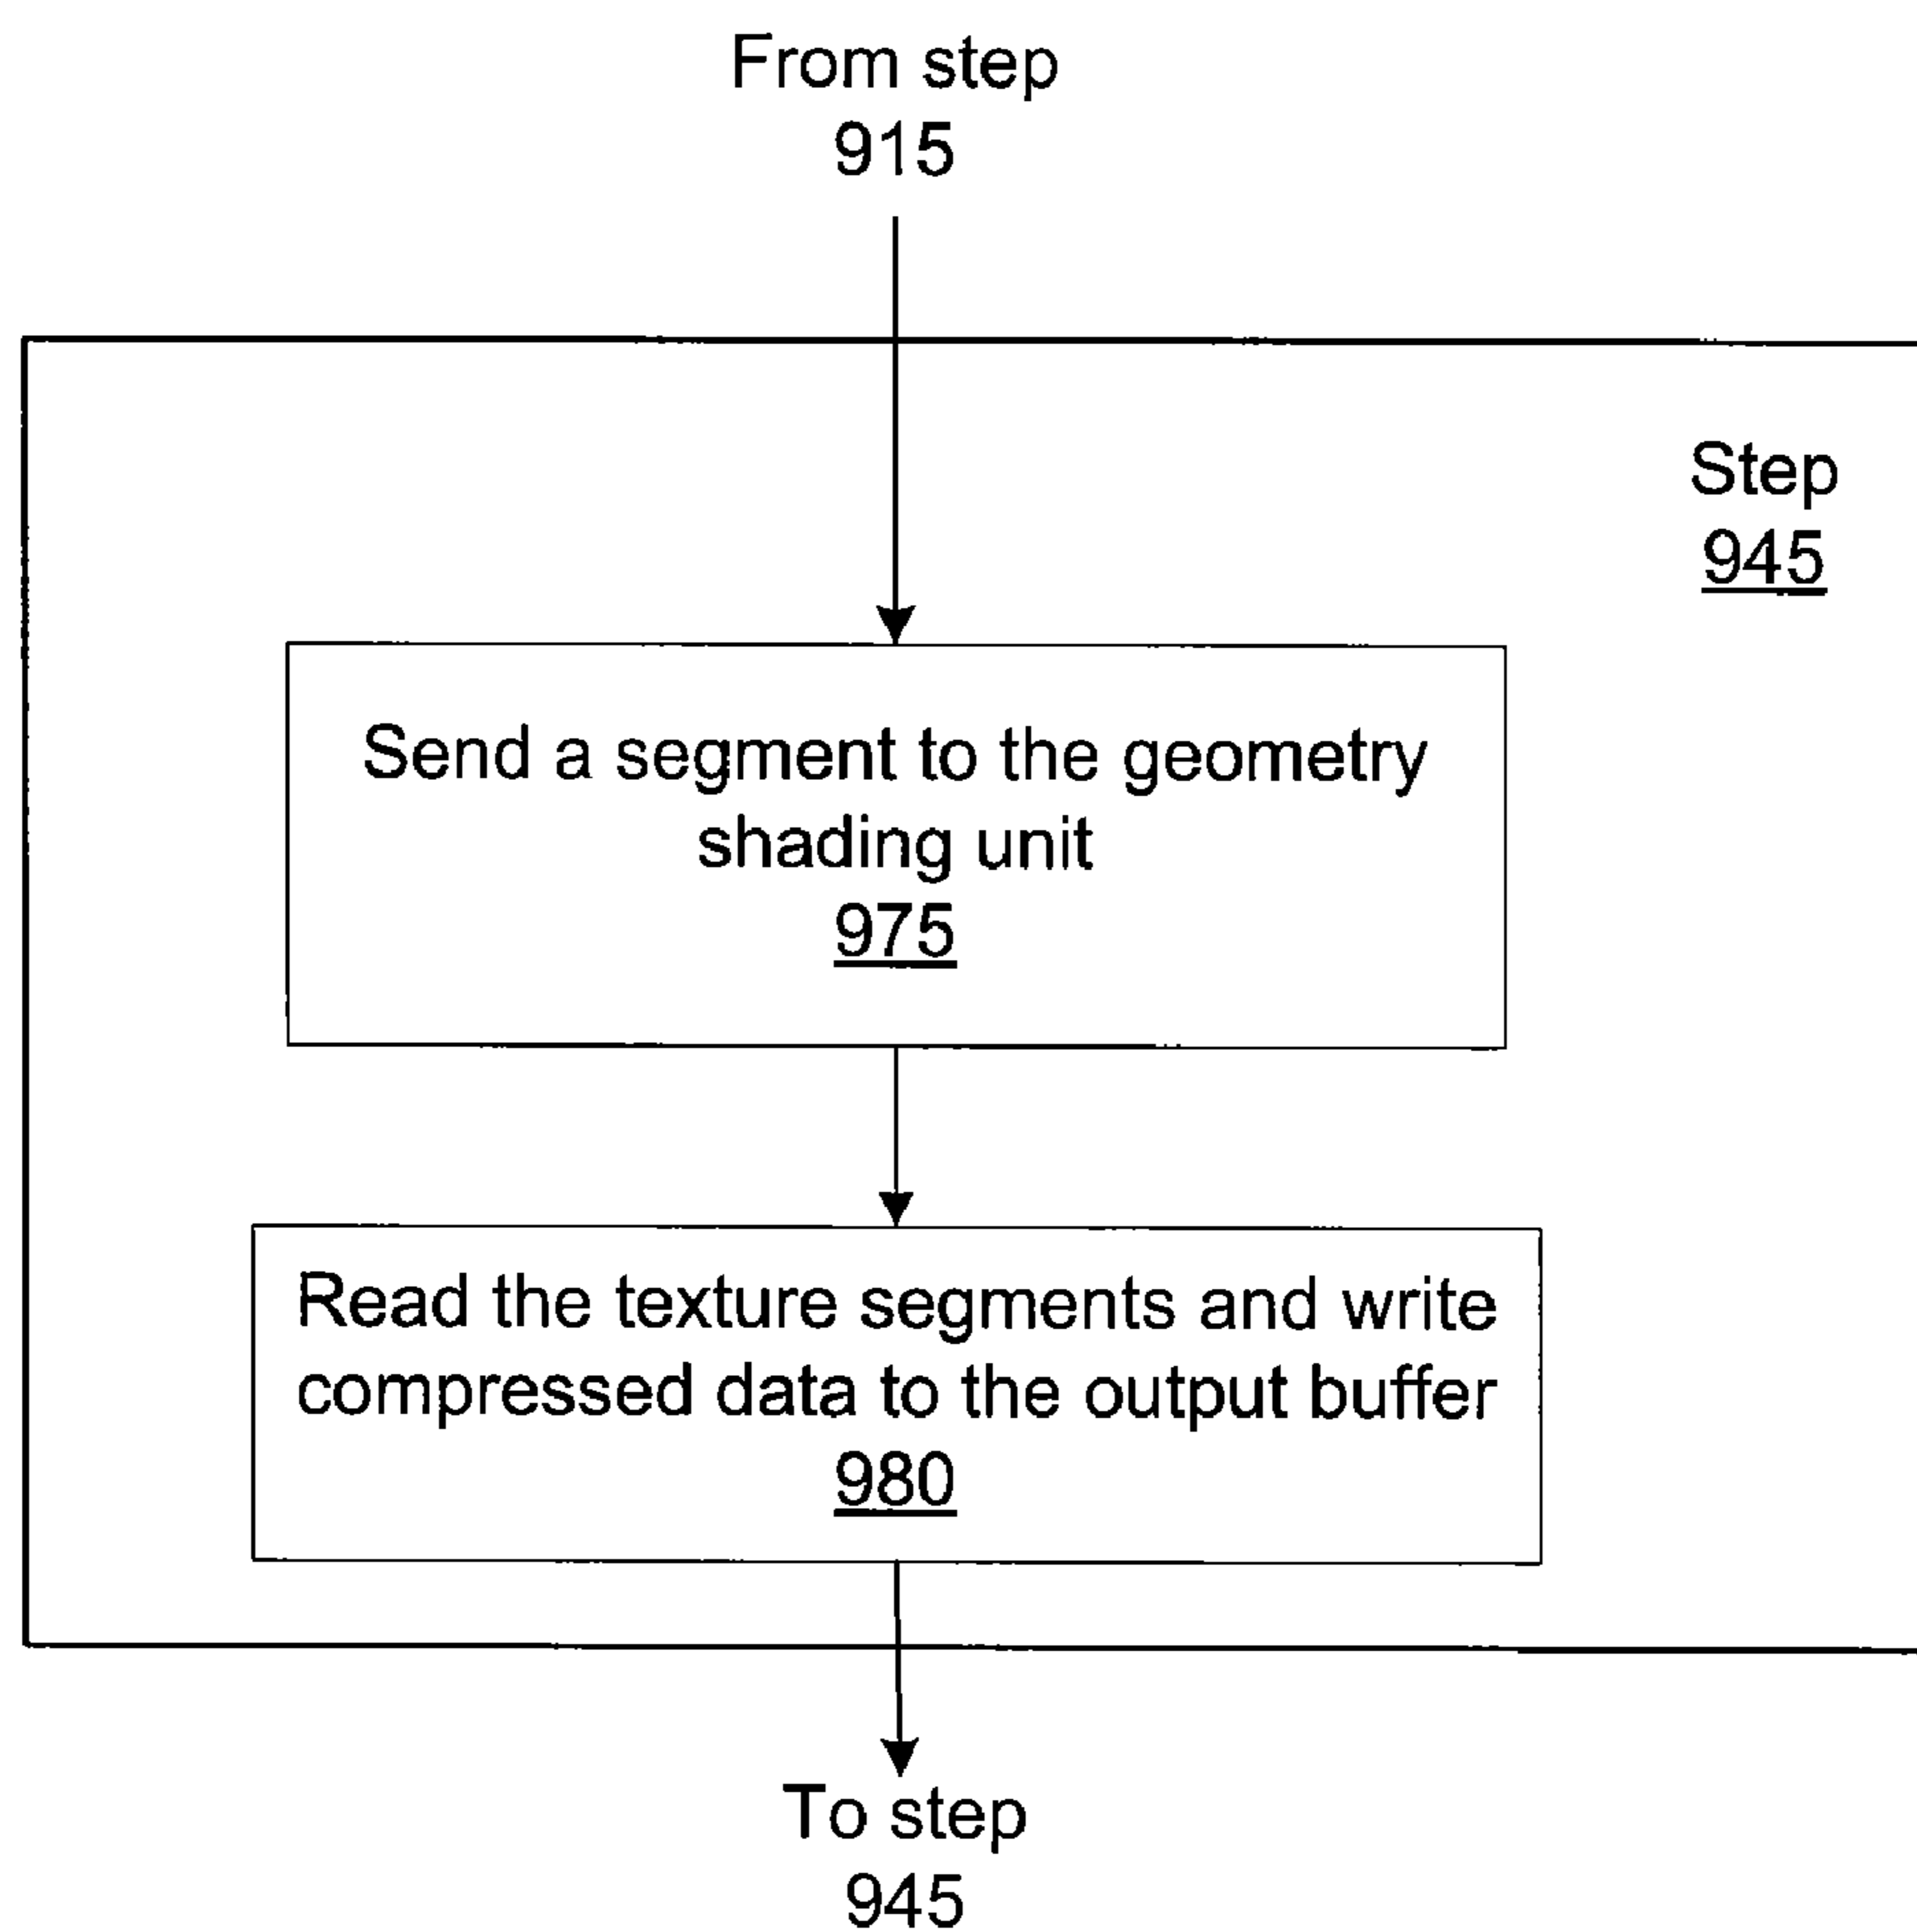 From step
915
Step
945
Send a segment to the geometry
shading unit
975
Read the texture segments and write
compressed data to the output buffer
980
To step
945